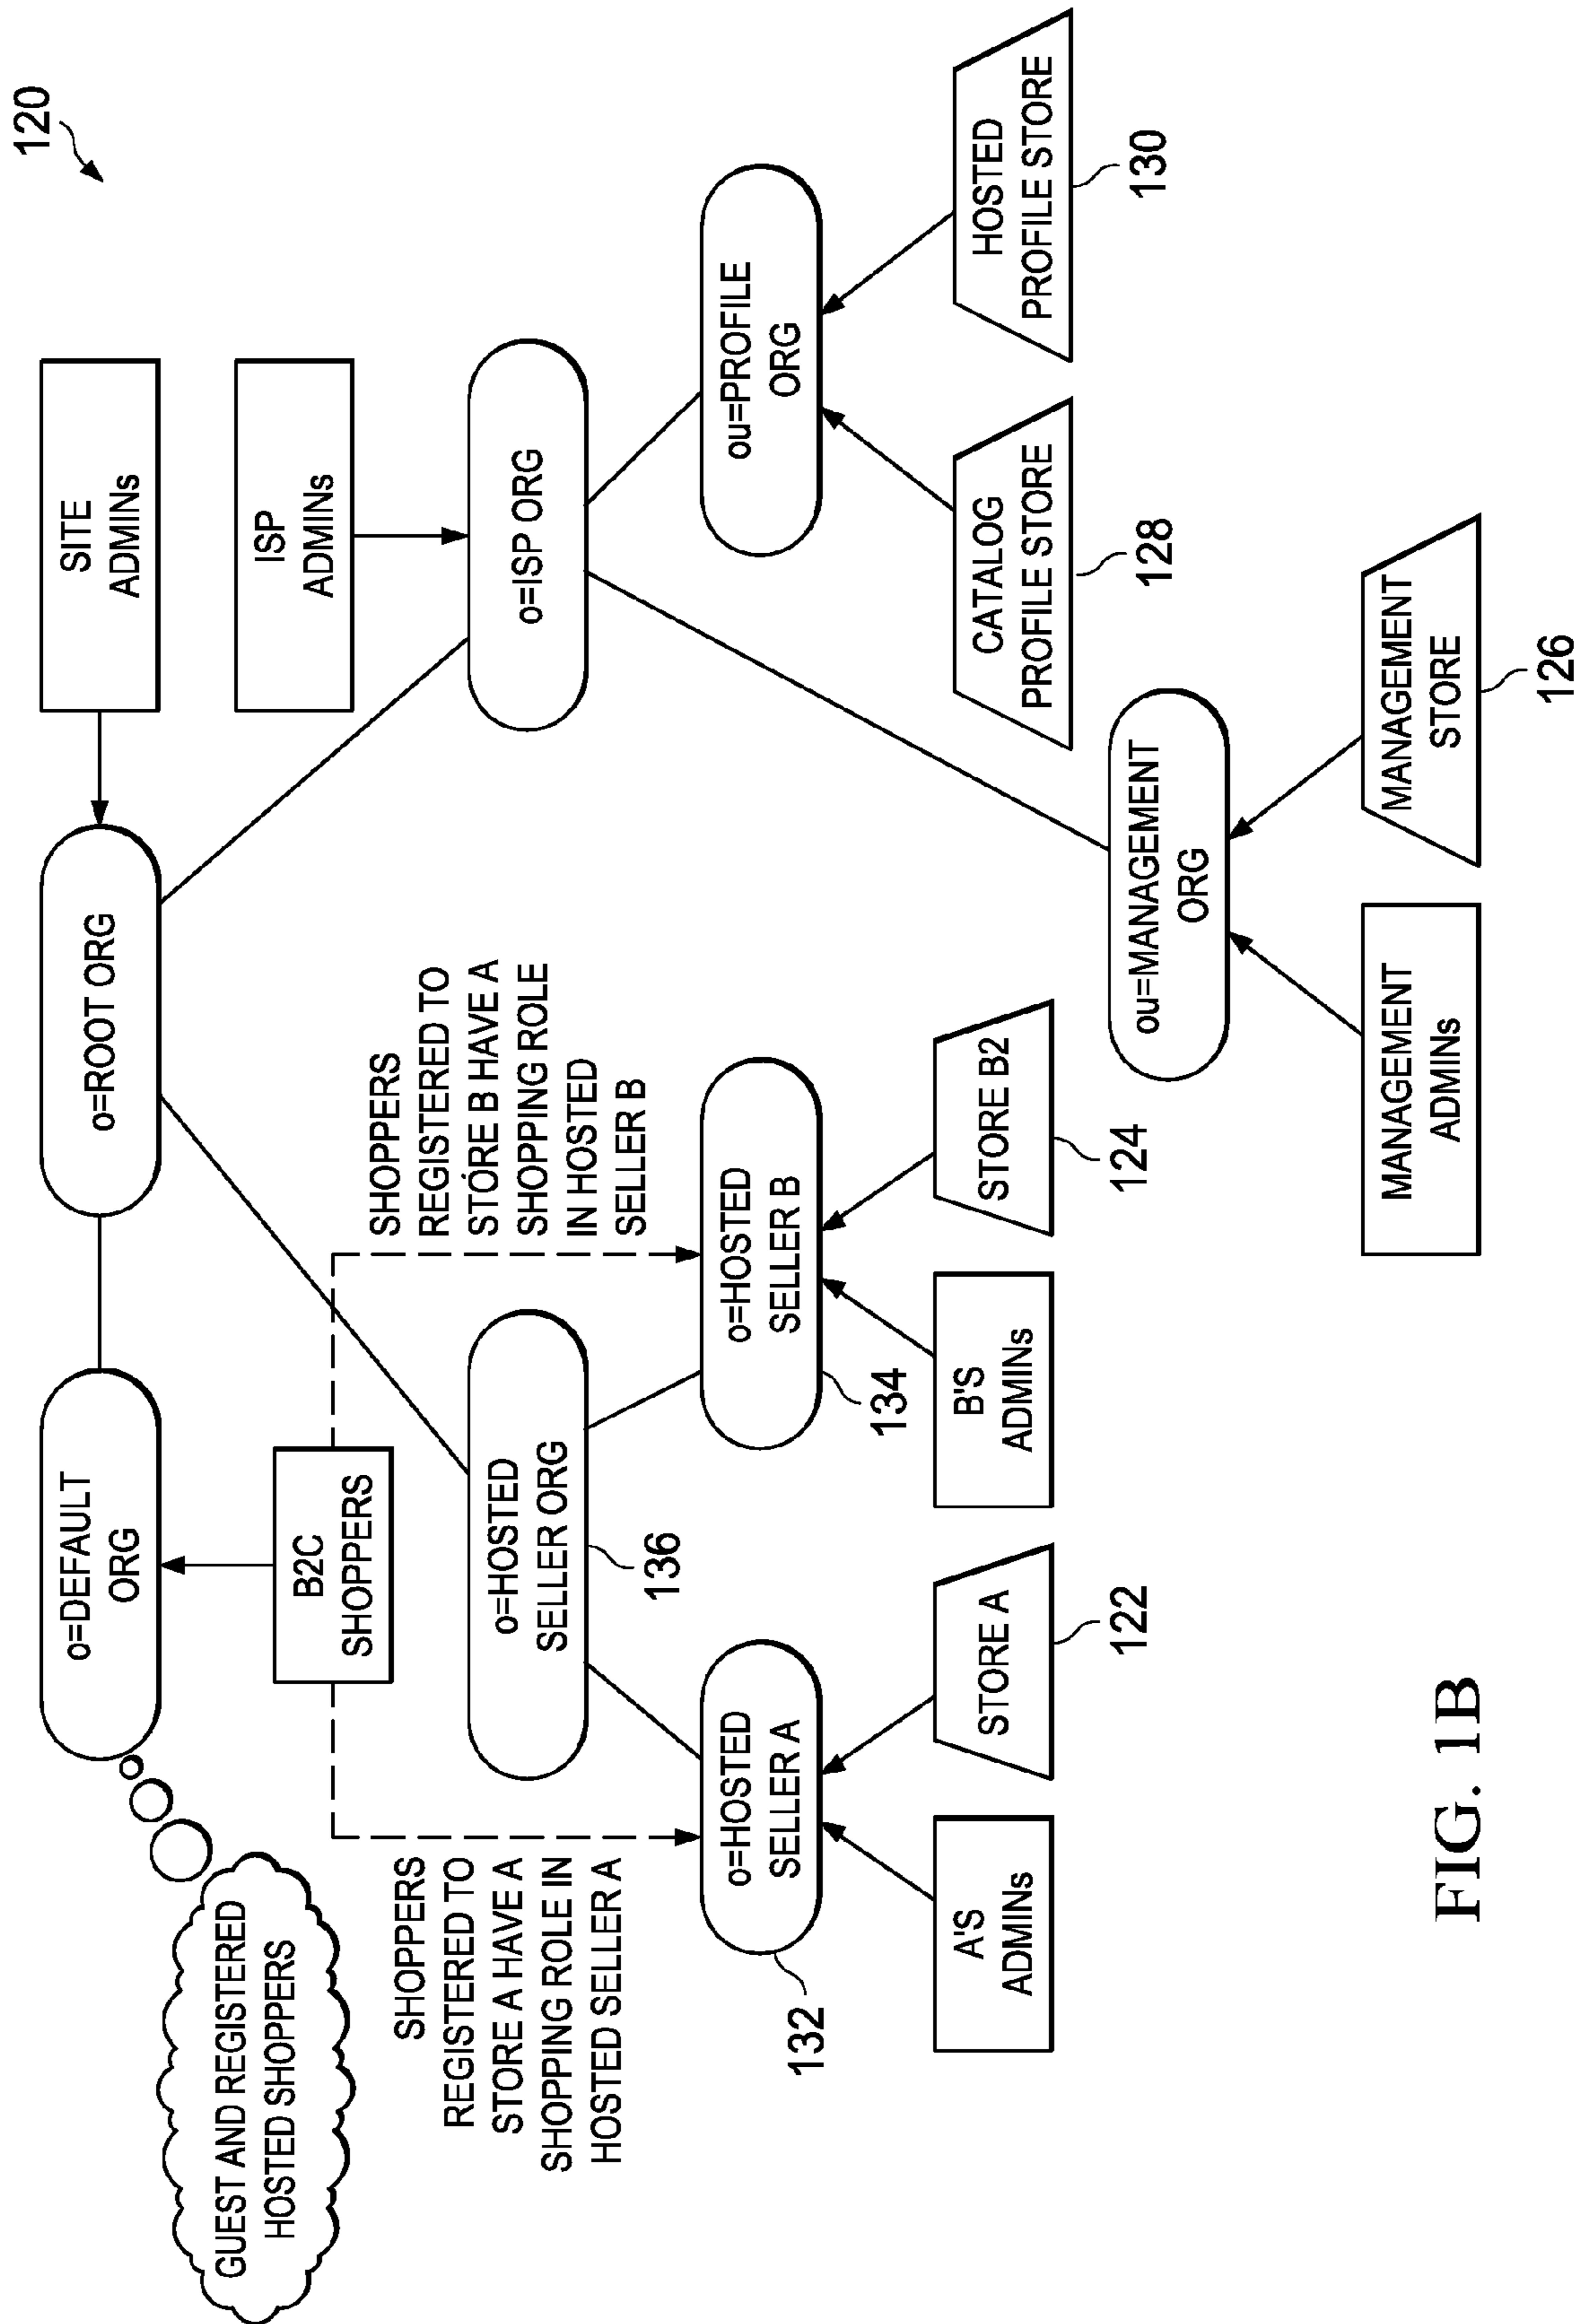 120
GUEST AND REGISTERED
HOSTED SHOPPERS
o=DEFAULT
ORG
o=ROOT ORG
SITE
ADMINs
B2C
SHOPPERS
ISP
ADMINs
SHOPPERS
REGISTERED TO
STORE A HAVE A
SHOPPING ROLE IN
HOSTED SELLER A
SHOPPERS
REGISTERED TO
STORE B HAVE A
SHOPPING ROLE
IN HOSTED
SELLER B
o=HOSTED
SELLER ORG
136
o=ISP ORG
o=HOSTED
SELLER A
132
o=HOSTED
SELLER B
134
ou=PROFILE
ORG
A'S
ADMINs
STORE A
122
B'S
ADMINs
STORE B2
124
CATALOG
PROFILE STORE
128
HOSTED
PROFILE STORE
130
ou=MANAGEMENT
ORG
MANAGEMENT
ADMINs
MANAGEMENT
STORE
126
FIG. 1B